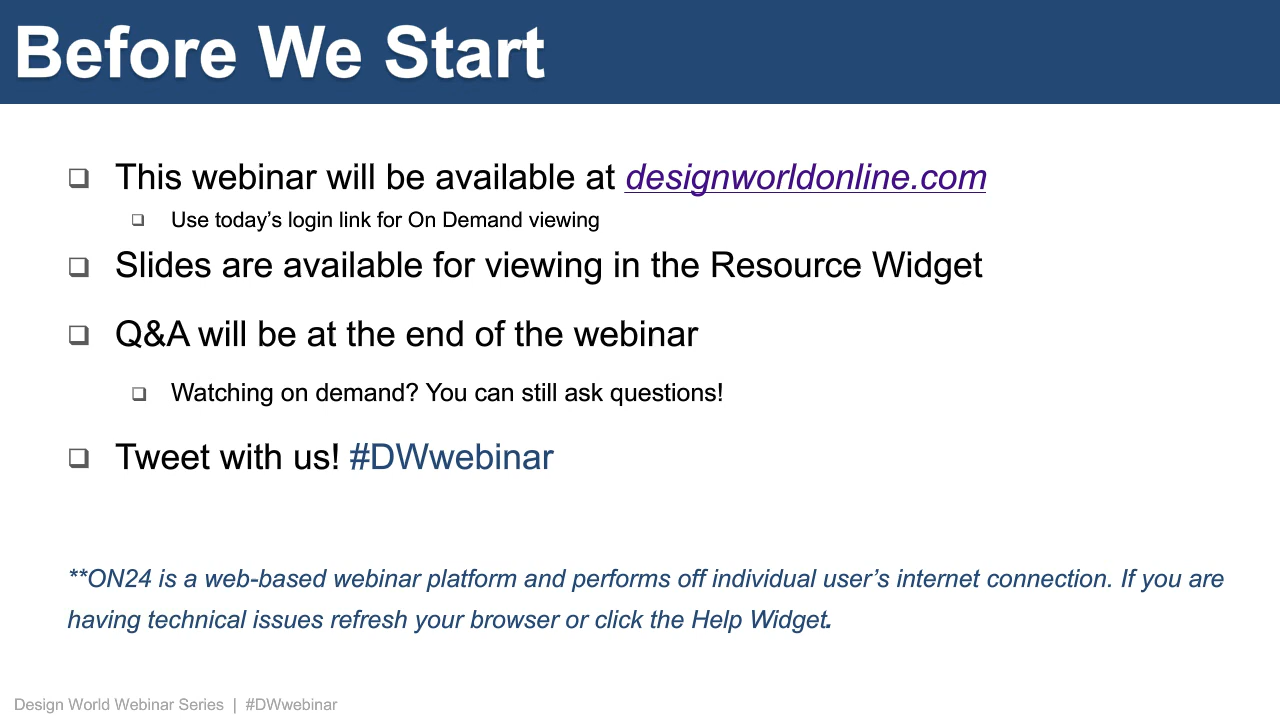 Before We Start
This webinar will be available at designworldonline.com
Use today’s login link for On Demand viewing
Slides are available for viewing in the Resource Widget
Q&A will be at the end of the webinar
Watching on demand? You can still ask questions!
Tweet with us! #DWwebinar
**ON24 is a web-based webinar platform and performs off individual user’s internet connection. If you are
having technical issues refresh your browser or click the Help Widget.
Design World Webinar Series | #DWwebinar